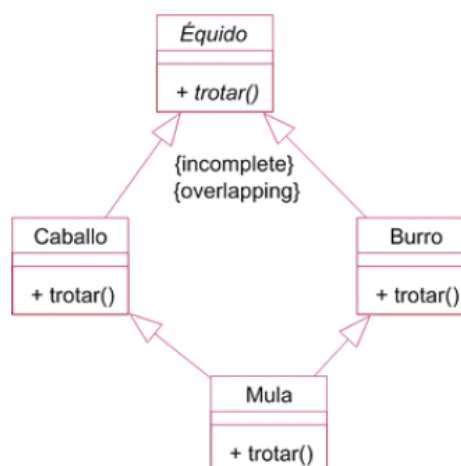 Équido
+ trotar()
{incomplete}
{overlapping}
Caballo
+ trotar()
Burro
+ trotar()
Mula
+ trotar()